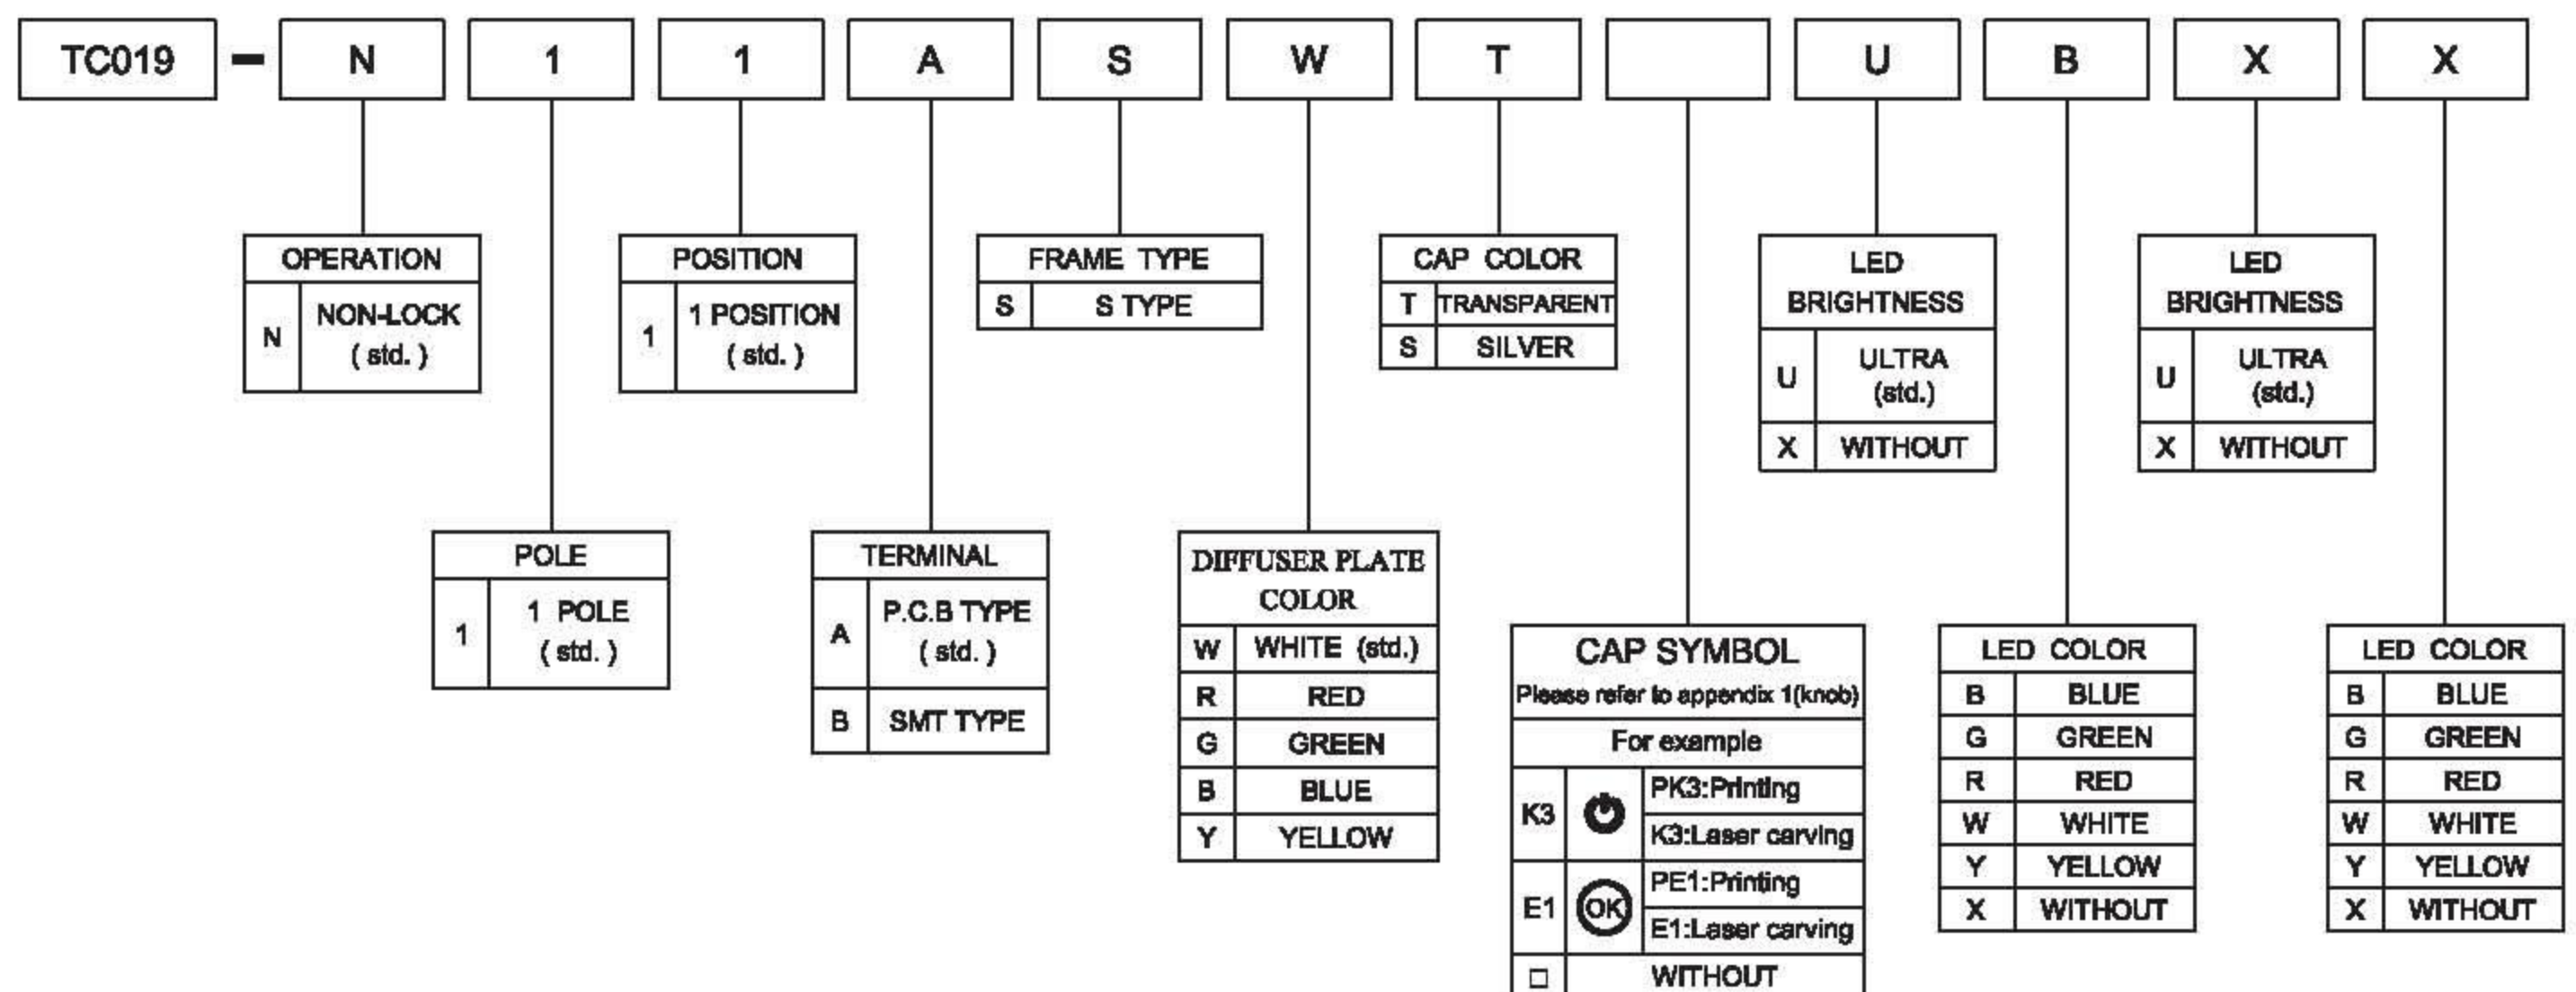 TC019 - N 1 1 A S W T U B X X
OPERATION
N NON-LOCK
( std. )
POSITION
1 1 POSITION
( std. )
FRAME TYPE
S S TYPE
CAP COLOR
T TRANSPARENT
S SILVER
LED
BRIGHTNESS
U ULTRA
(std.)
X WITHOUT
LED
BRIGHTNESS
U ULTRA
(std.)
X WITHOUT
POLE
1 1 POLE
( std. )
TERMINAL
A P.C.B TYPE
( std. )
B SMT TYPE
DIFFUSER PLATE
COLOR
W WHITE (std.)
R RED
G GREEN
B BLUE
Y YELLOW
CAP SYMBOL
Please refer to appendix 1(knob)
For example
K3 PK3:Printing
K3:Laser carving
E1 OK PE1:Printing
E1:Laser carving
□ WITHOUT
LED COLOR
B BLUE
G GREEN
R RED
W WHITE
Y YELLOW
X WITHOUT
LED COLOR
B BLUE
G GREEN
R RED
W WHITE
Y YELLOW
X WITHOUT